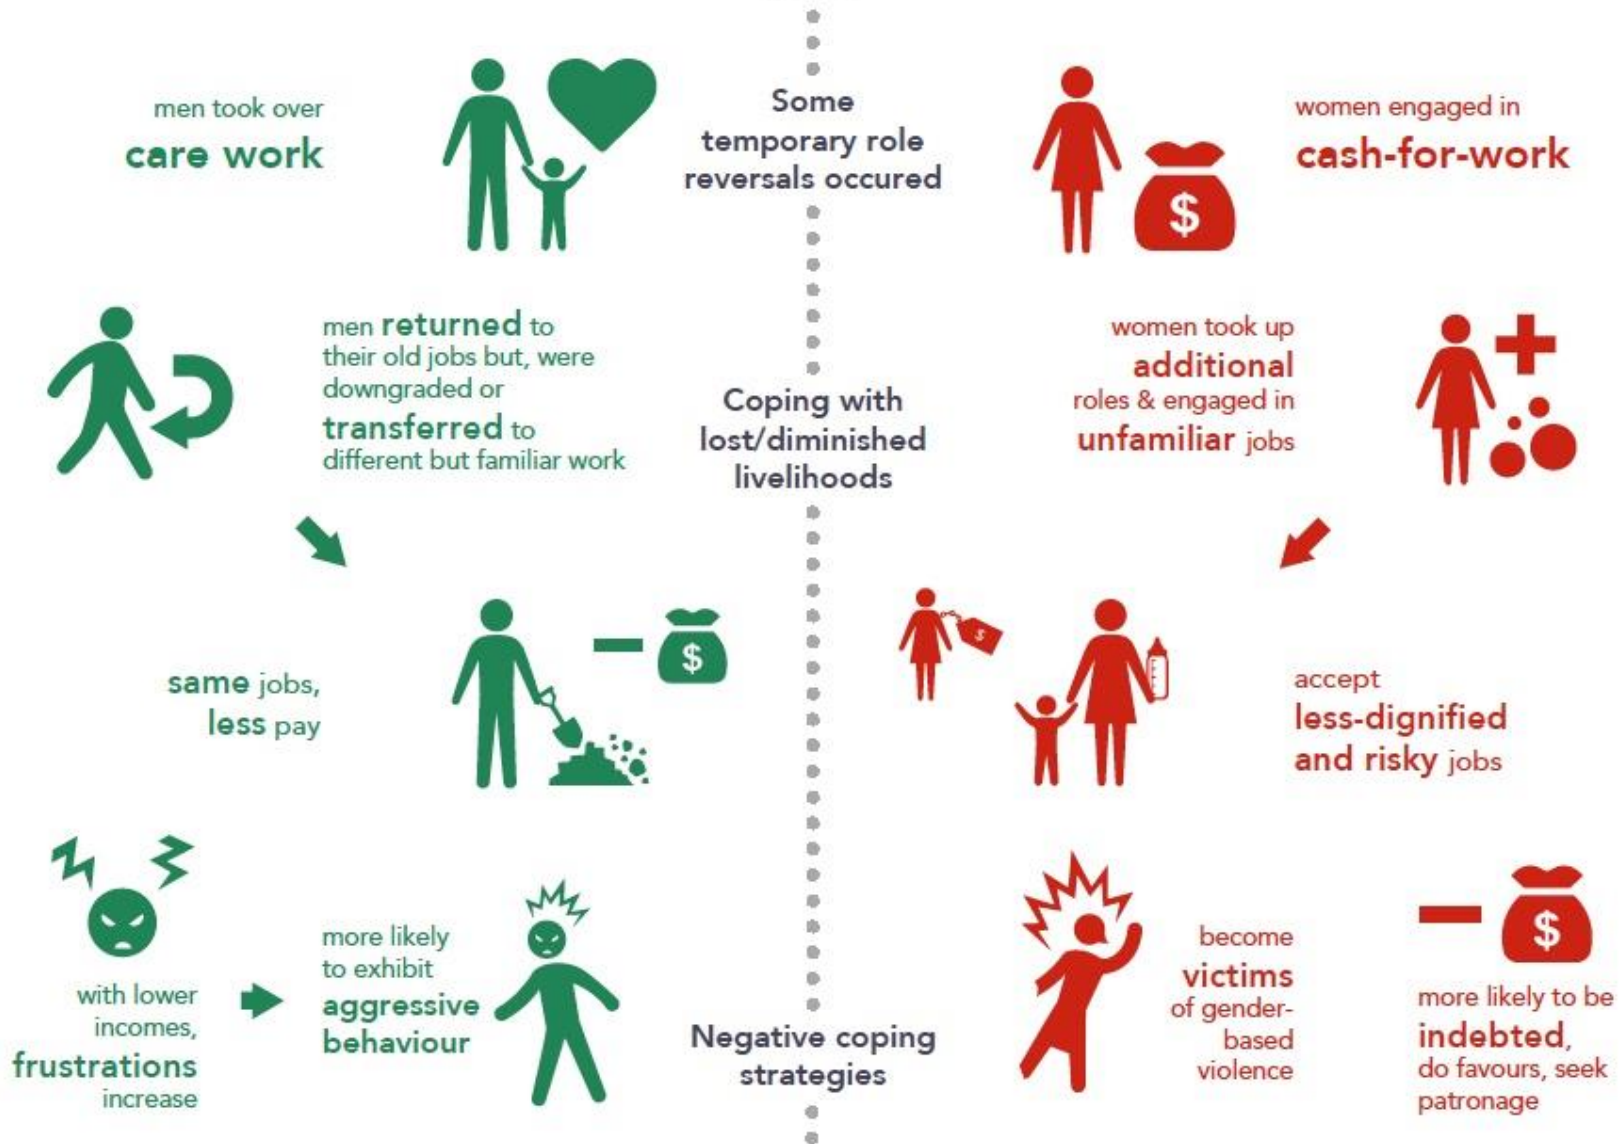 men took over
care work
Some
temporary role
reversals occured
women engaged in
cash-for-work
$
men returned to
their old jobs but, were
downgraded or
transferred to
different but familiar work
Coping with
lost/diminished
livelihoods
women took up
additional
roles & engaged in
unfamiliar jobs
same jobs,
less pay
$
$
accept
less-dignified
and risky jobs
with lower
incomes,
frustrations
increase
more likely
to exhibit
aggressive
behaviour
Negative coping
strategies
become
victims
of gender-
based
violence
$
more likely to be
indebted,
do favours, seek
patronage